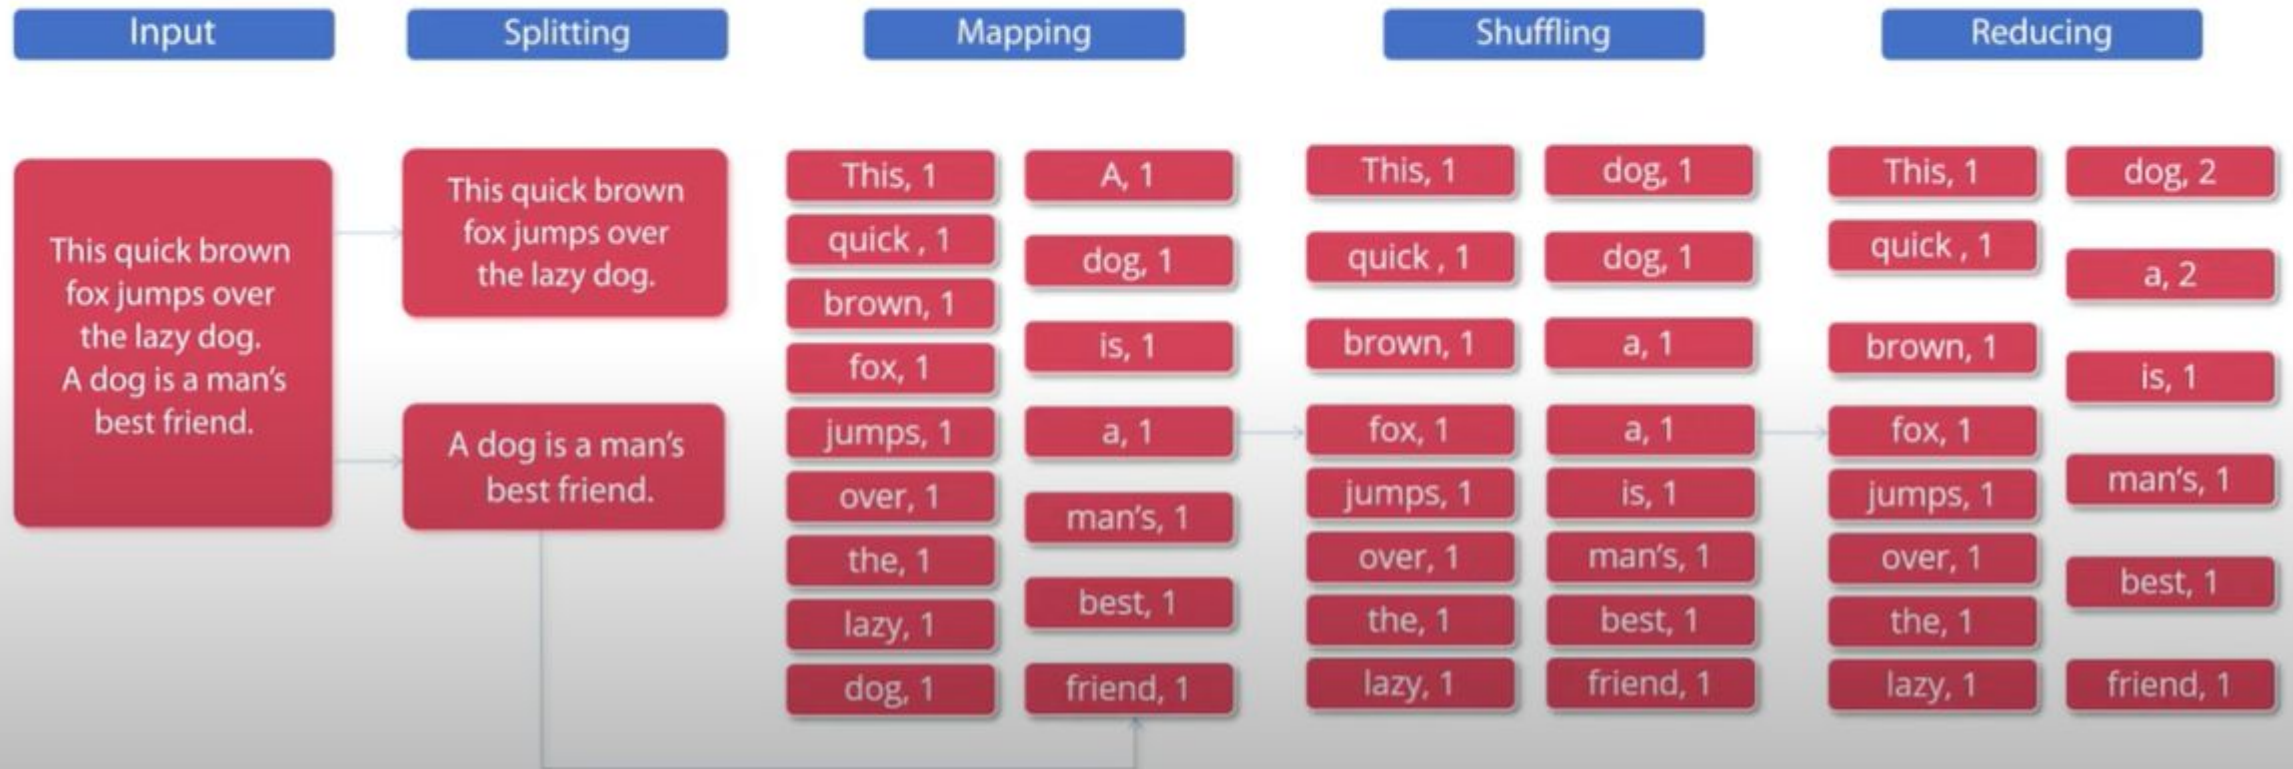 Input
Splitting
Mapping
Shuffling
Reducing
This quick brown
fox jumps over
the lazy dog.
A dog is a man's
best friend.
This quick brown
fox jumps over
the lazy dog.
A dog is a man's
best friend.
This, 1
quick , 1
brown, 1
fox, 1
jumps, 1
over, 1
the, 1
lazy, 1
dog, 1
A, 1
dog, 1
is, 1
a, 1
man's, 1
best, 1
friend, 1
This, 1
quick , 1
brown, 1
fox, 1
jumps, 1
over, 1
the, 1
lazy, 1
dog, 1
dog, 1
a, 1
a, 1
is, 1
man's, 1
best, 1
friend, 1
This, 1
quick , 1
brown, 1
fox, 1
jumps, 1
over, 1
the, 1
lazy, 1
dog, 2
a, 2
is, 1
man's, 1
best, 1
friend, 1